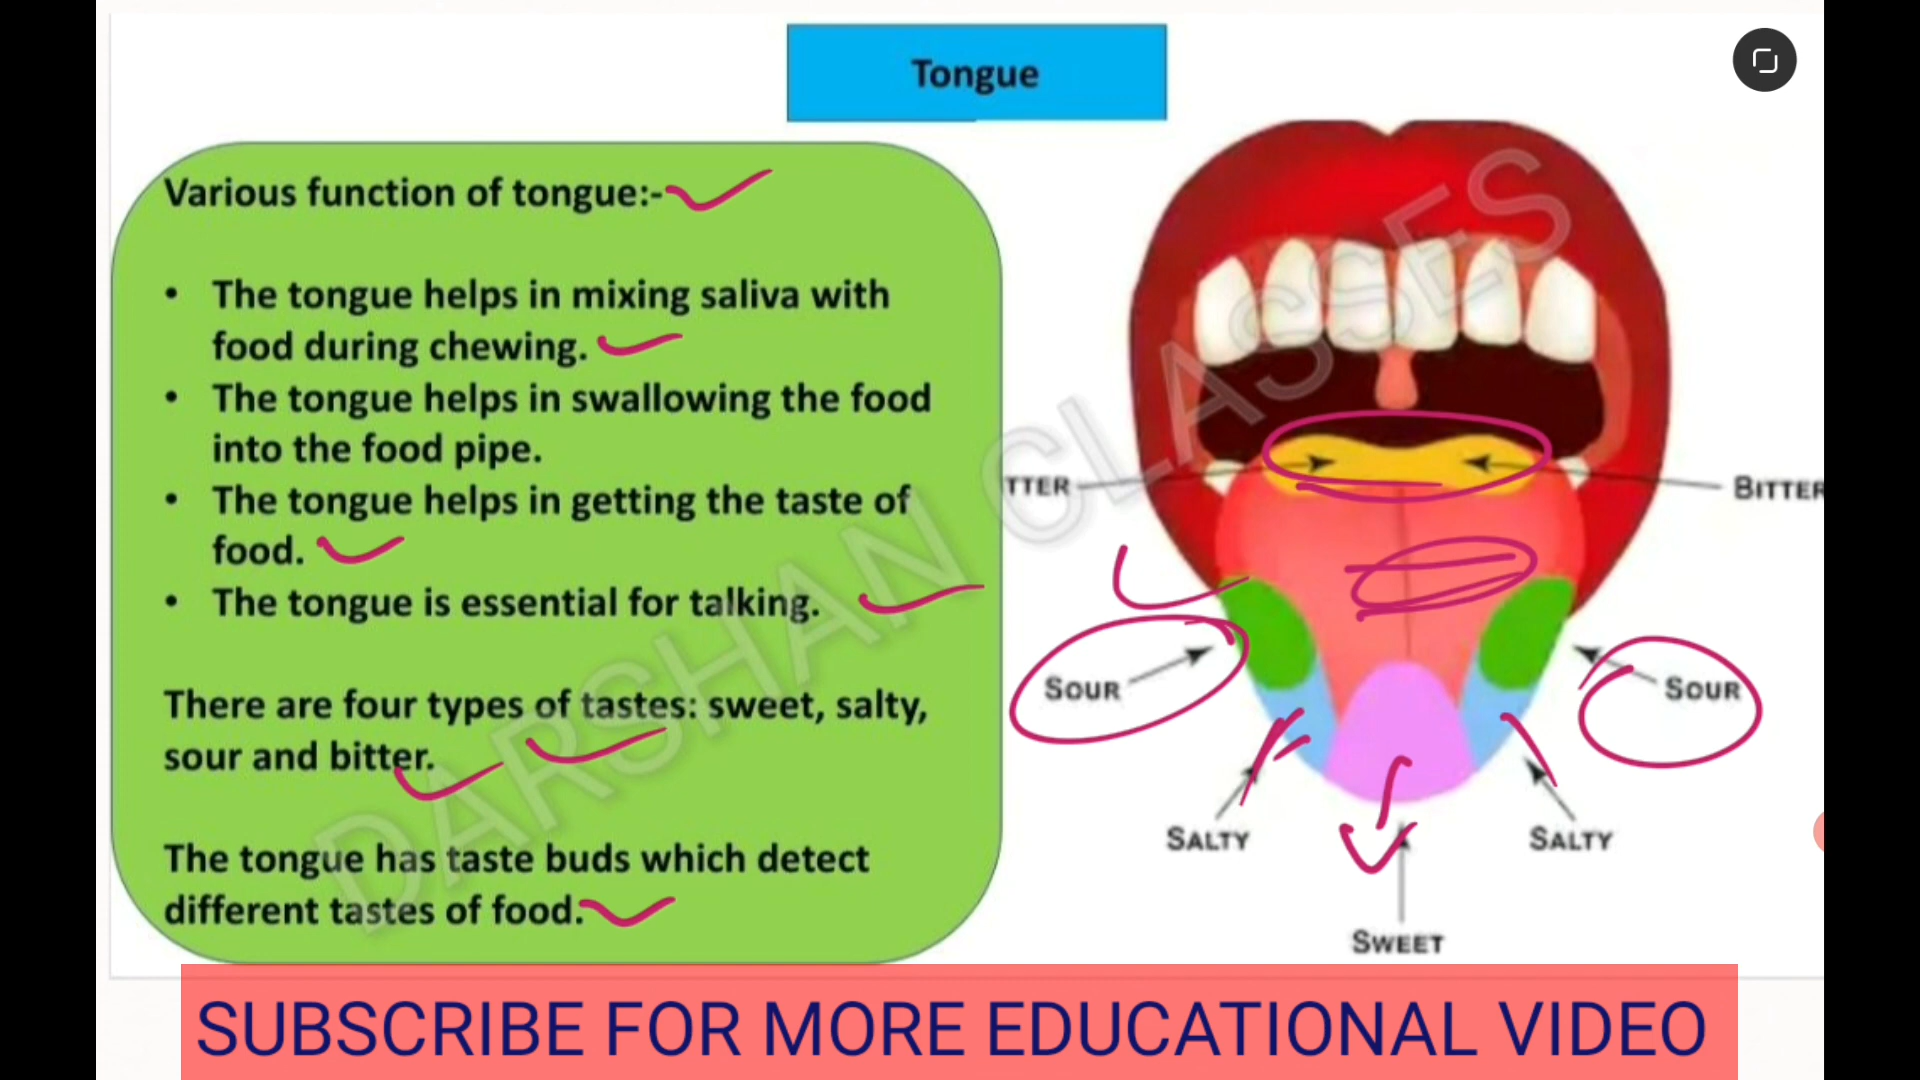 Tongue
Various function of tongue:-
• The tongue helps in mixing saliva with
food during chewing.
• The tongue helps in swallowing the food
into the food pipe.
• The tongue helps in getting the taste of
food.
• The tongue is essential for talking.
There are four types of tastes: sweet, salty,
sour and bitter.
The tongue has taste buds which detect
different tastes of food.
TTER
BITTER
SOUR
SOUR
SALTY
SALTY
SWEET
DARSHAN CLASSES
SUBSCRIBE FOR MORE EDUCATIONAL VIDEO